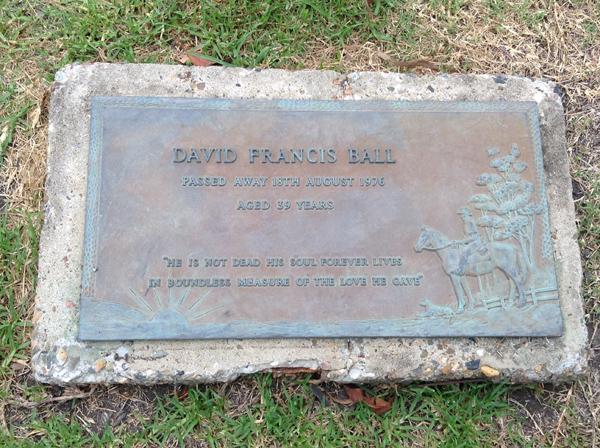 DAVID FRANCIS BALL
PASSED AWAY 18TH AUGUST 1976
AGED 39 YEARS
"HE IS NOT DEAD HIS SOUL FOREVER LIVES
IN BOUNDLESS MEASURE OF THE LOVE HE GAVE"